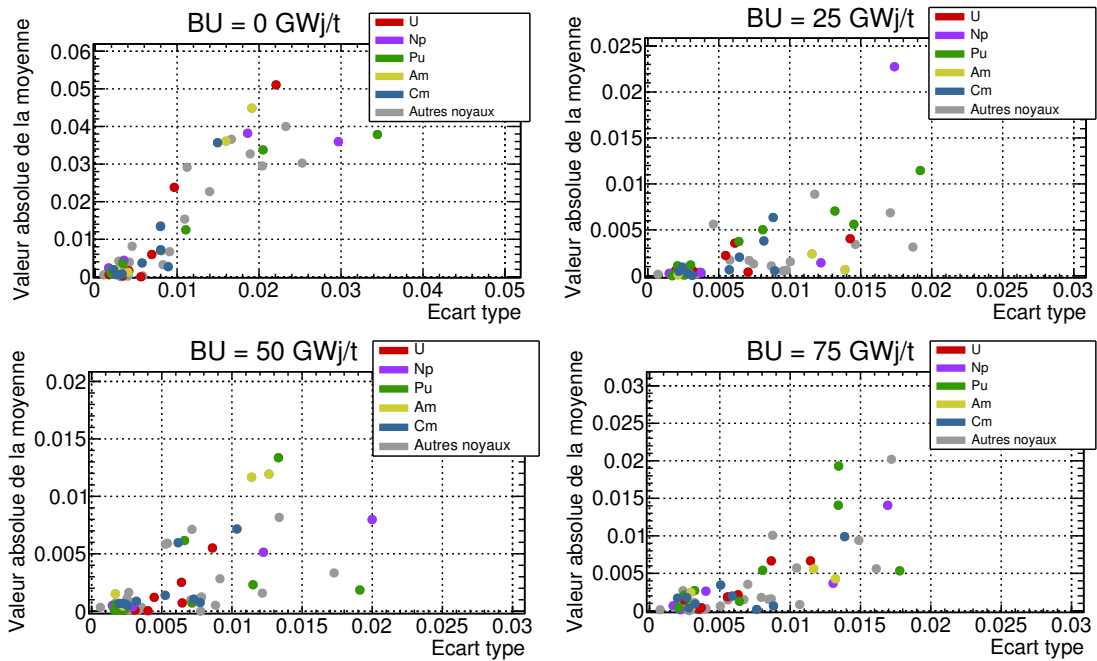 BU = 0 GWj/t
U
Np
Pu
Am
Cm
Autres noyaux
Valeur absolue de la moyenne
0.06
0.05
0.04
0.03
0.02
0.01
0
0 0.01 0.02 0.03 0.04 0.05
Ecart type
BU = 25 GWj/t
U
Np
Pu
Am
Cm
Autres noyaux
Valeur absolue de la moyenne
0.025
0.02
0.015
0.01
0.005
0
0 0.005 0.01 0.015 0.02 0.025 0.03
Ecart type
BU = 50 GWj/t
U
Np
Pu
Am
Cm
Autres noyaux
Valeur absolue de la moyenne
0.02
0.015
0.01
0.005
0
0 0.005 0.01 0.015 0.02 0.025 0.03
Ecart type
BU = 75 GWj/t
U
Np
Pu
Am
Cm
Autres noyaux
Valeur absolue de la moyenne
0.03
0.025
0.02
0.015
0.01
0.005
0
0 0.005 0.01 0.015 0.02 0.025 0.03
Ecart type